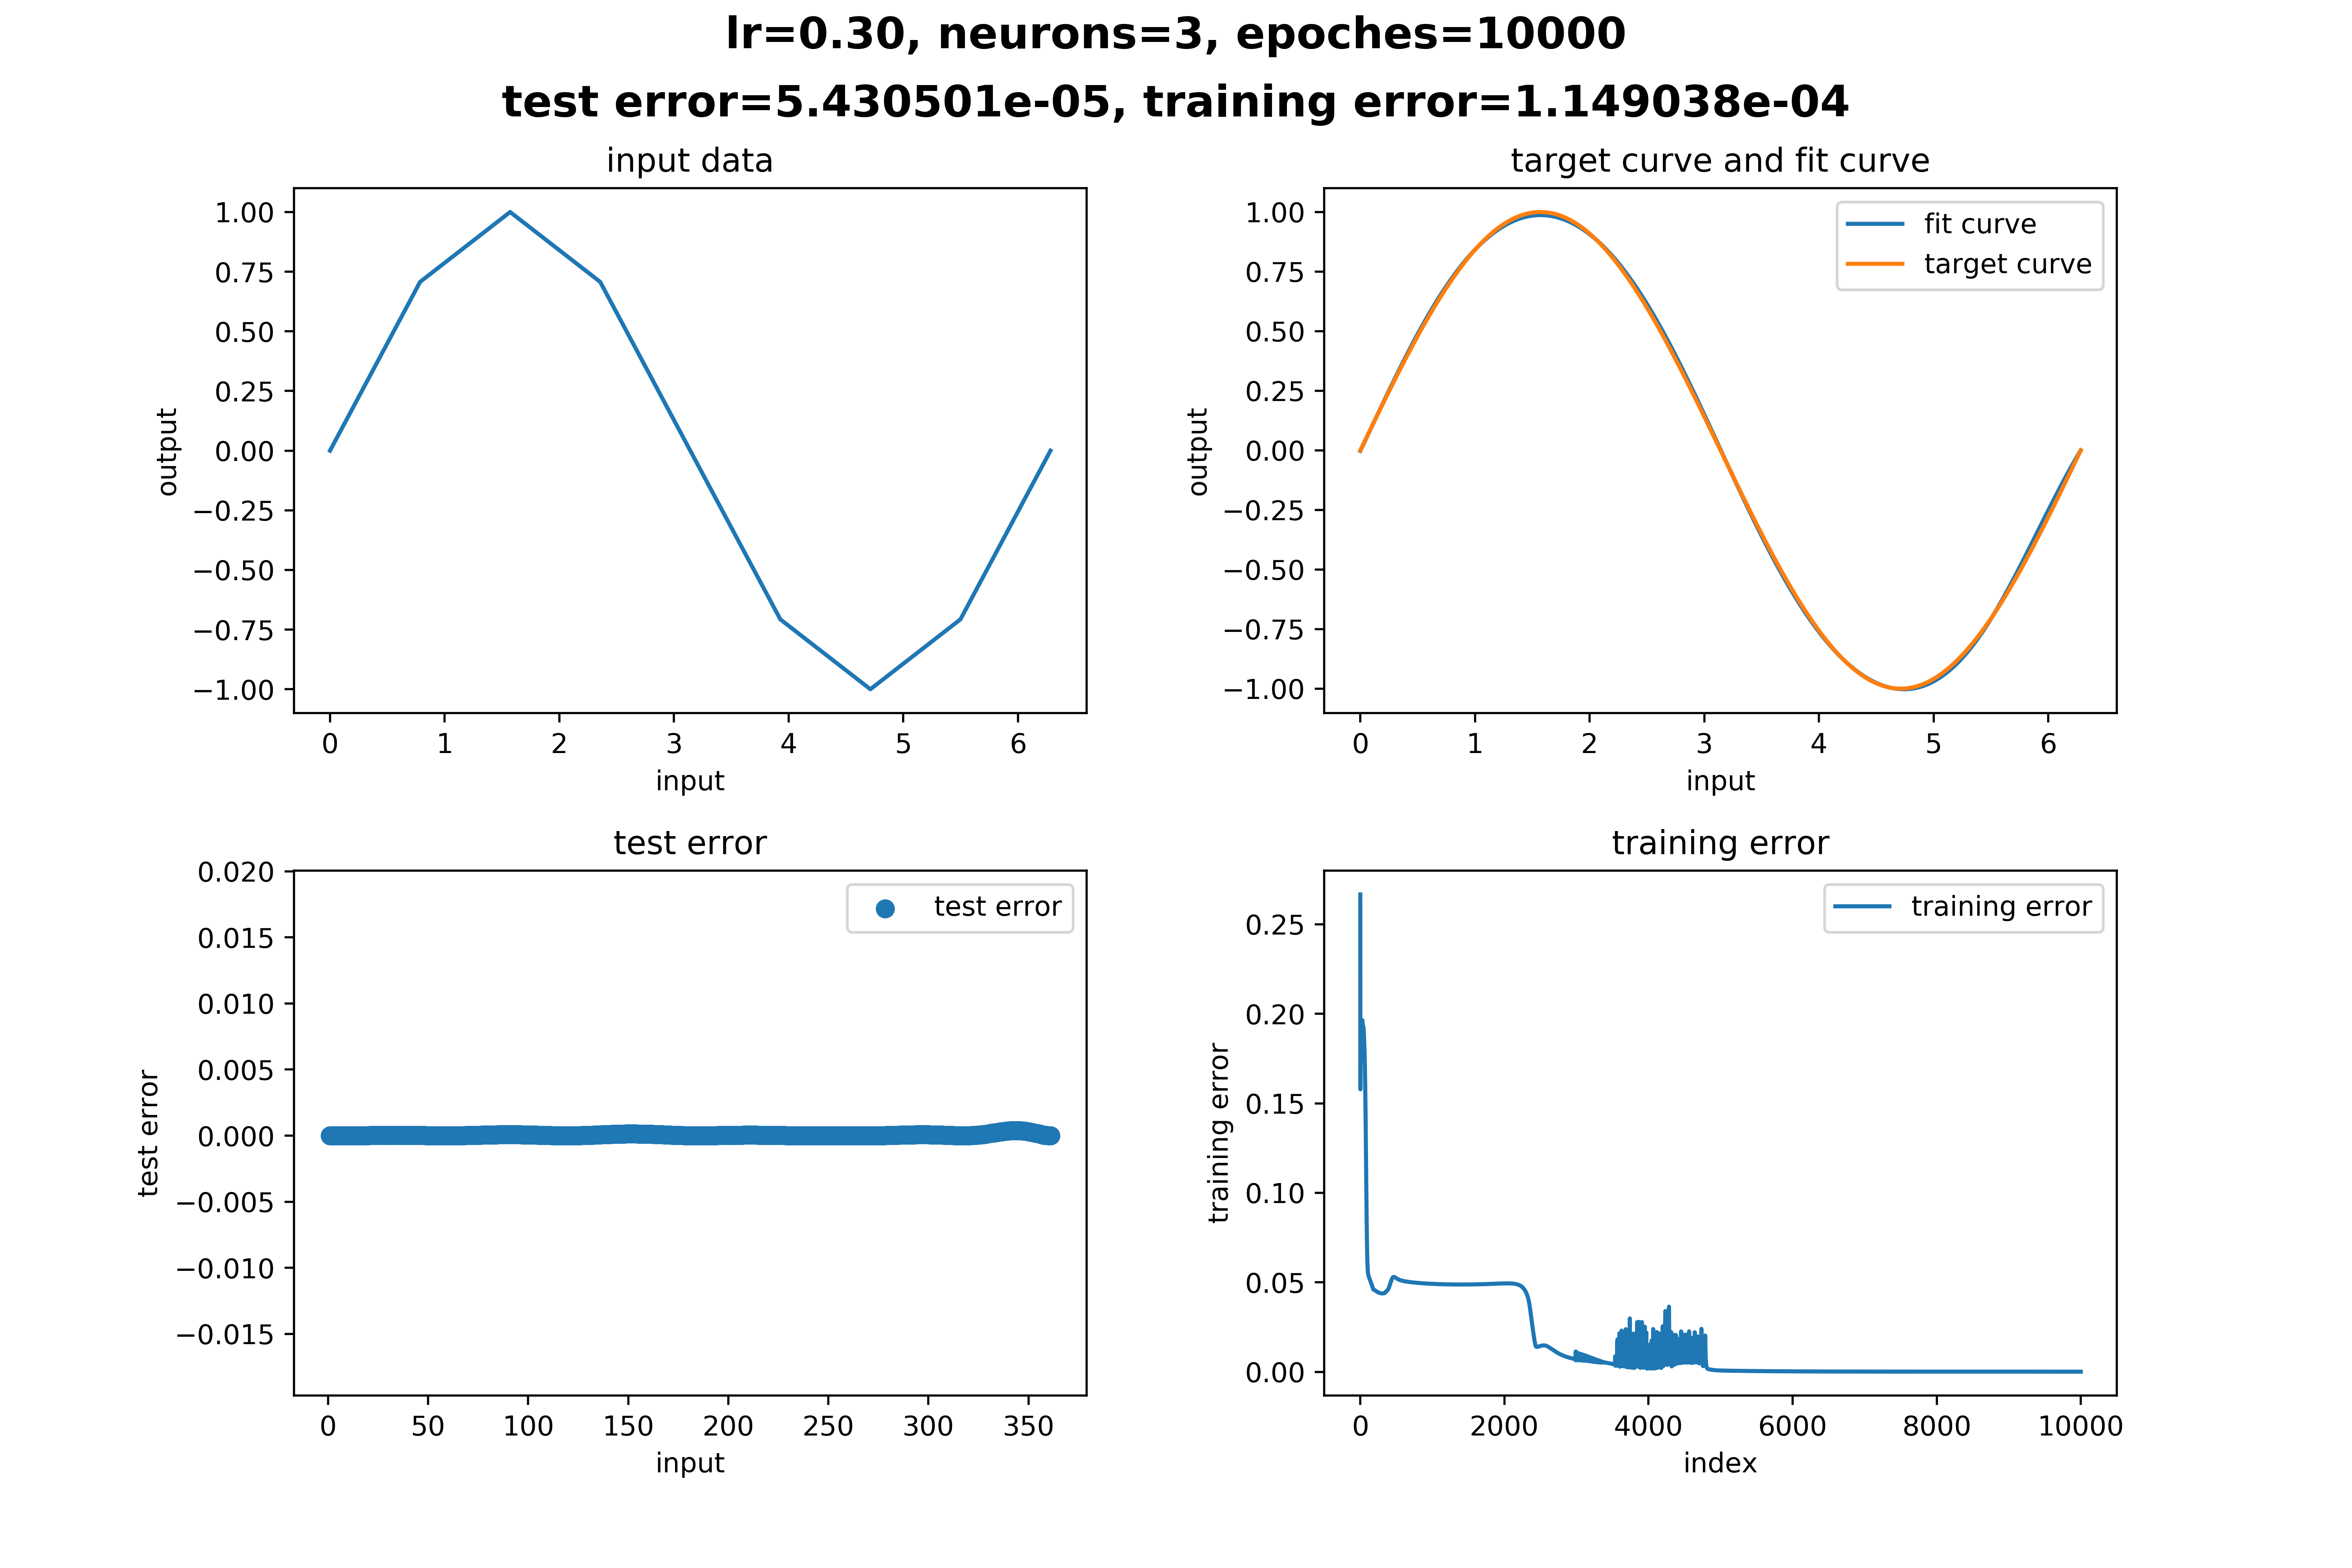 lr=0.30, neurons=3, epoches=10000
test error=5.430501e-05, training error=1.149038e-04
input data
1.00
0.75
0.50
0.25
0.00
−0.25
−0.50
−0.75
−1.00
output
0 1 2 3 4 5 6
input
target curve and fit curve
fit curve
target curve
1.00
0.75
0.50
0.25
0.00
−0.25
−0.50
−0.75
−1.00
output
0 1 2 3 4 5 6
input
test error
test error
0.020
0.015
0.010
0.005
0.000
−0.005
−0.010
−0.015
test error
0 50 100 150 200 250 300 350
input
training error
training error
0.25
0.20
0.15
0.10
0.05
0.00
training error
0 2000 4000 6000 8000 10000
index